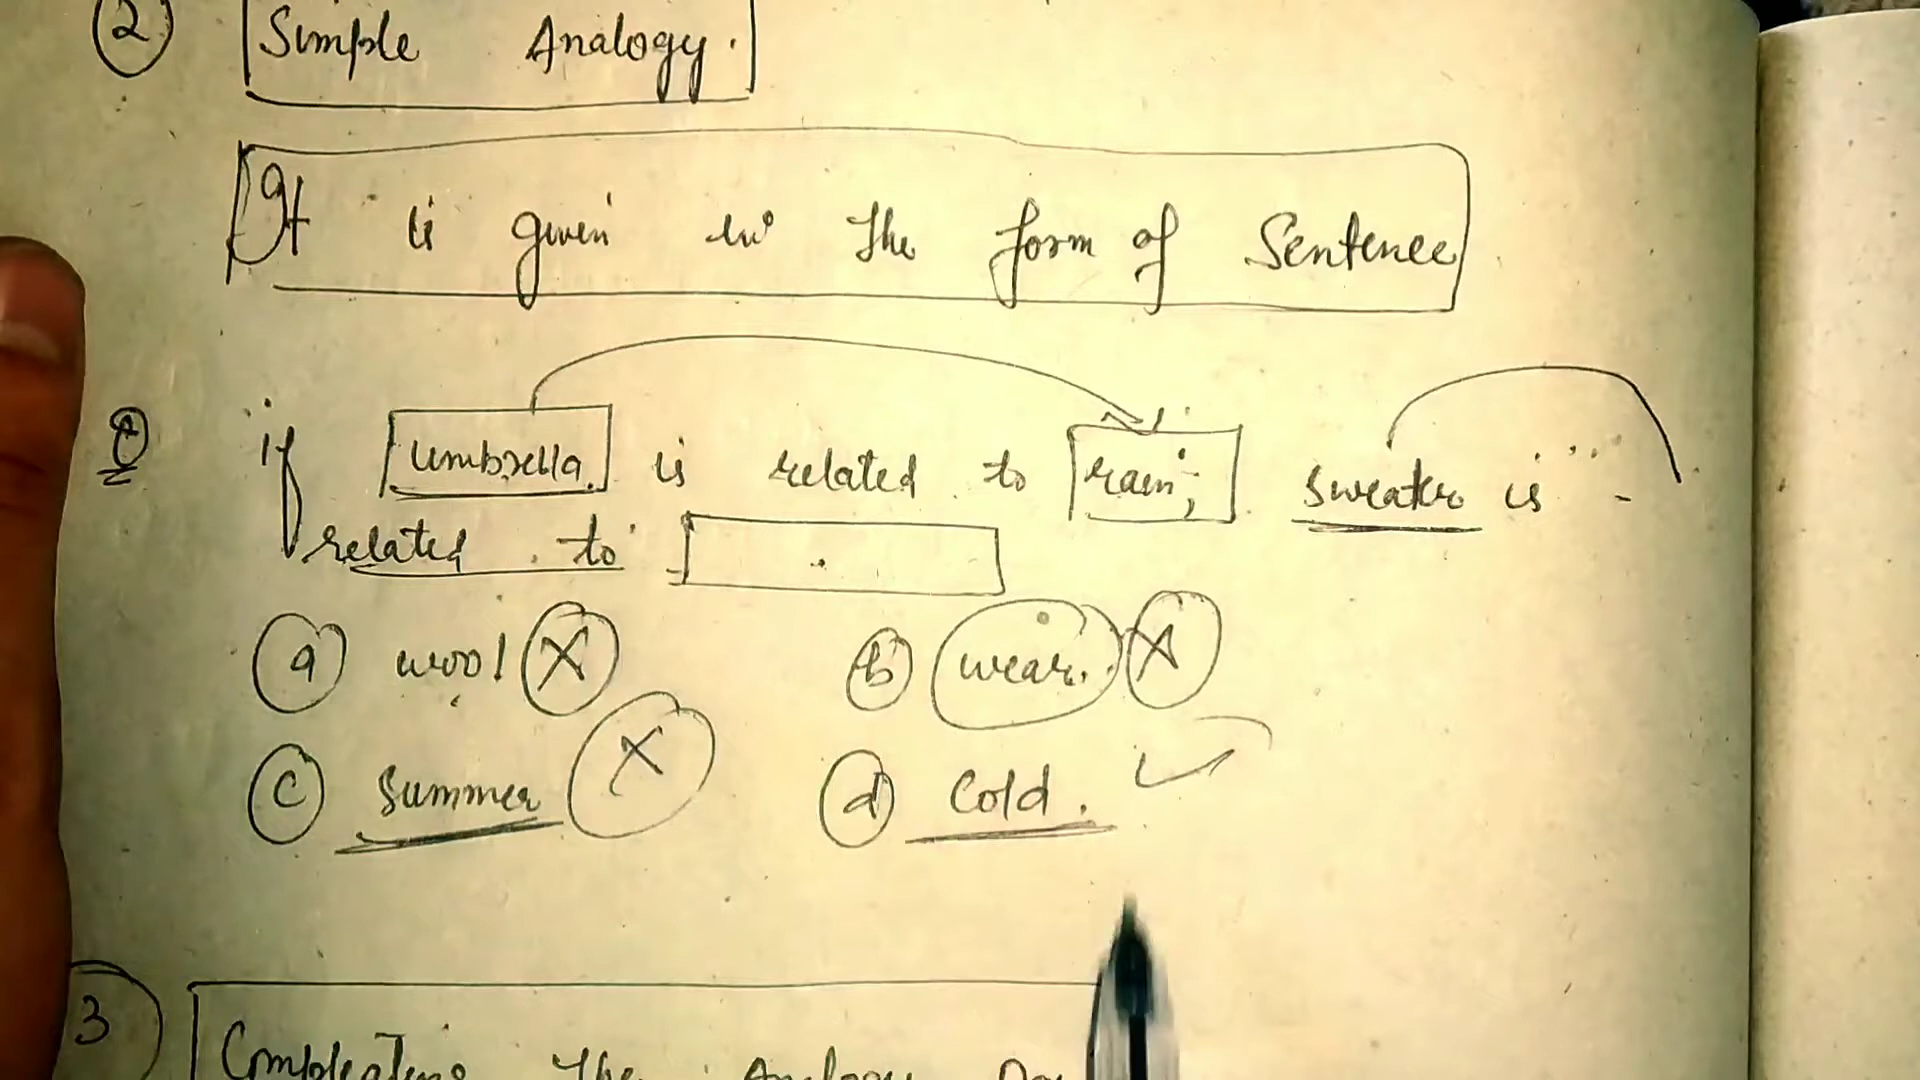 2 Simple Analogy.
It is given in the form of Sentence
Q if umbrella is related to rain; sweater is -
related to
a wool X b wear. X
c Summer X d Cold. ✓
3 Completing the Analogy